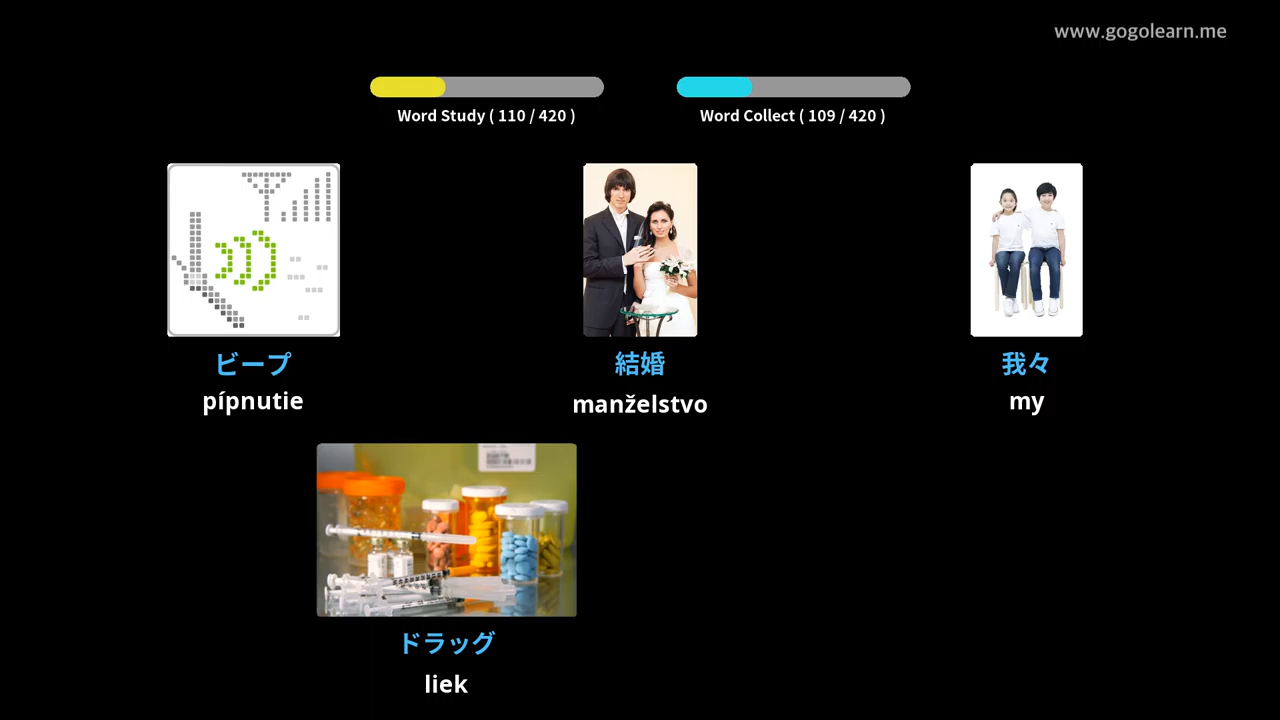 www.gogolearn.me
Word Study ( 110 / 420 )
Word Collect ( 109 / 420 )
ビープ
pípnutie
結婚
manželstvo
我々
my
ドラッグ
liek